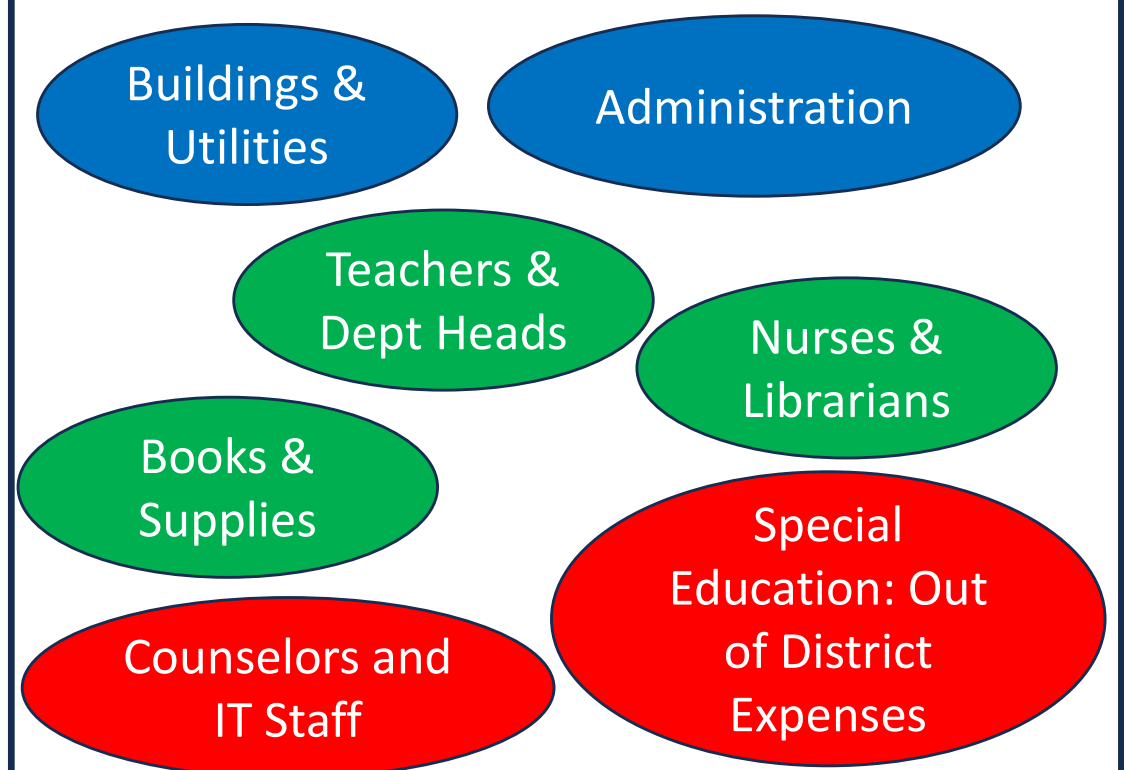 Buildings &
Utilities
Administration
Teachers &
Dept Heads
Nurses &
Librarians
Books &
Supplies
Special
Education: Out
of District
Expenses
Counselors and
IT Staff